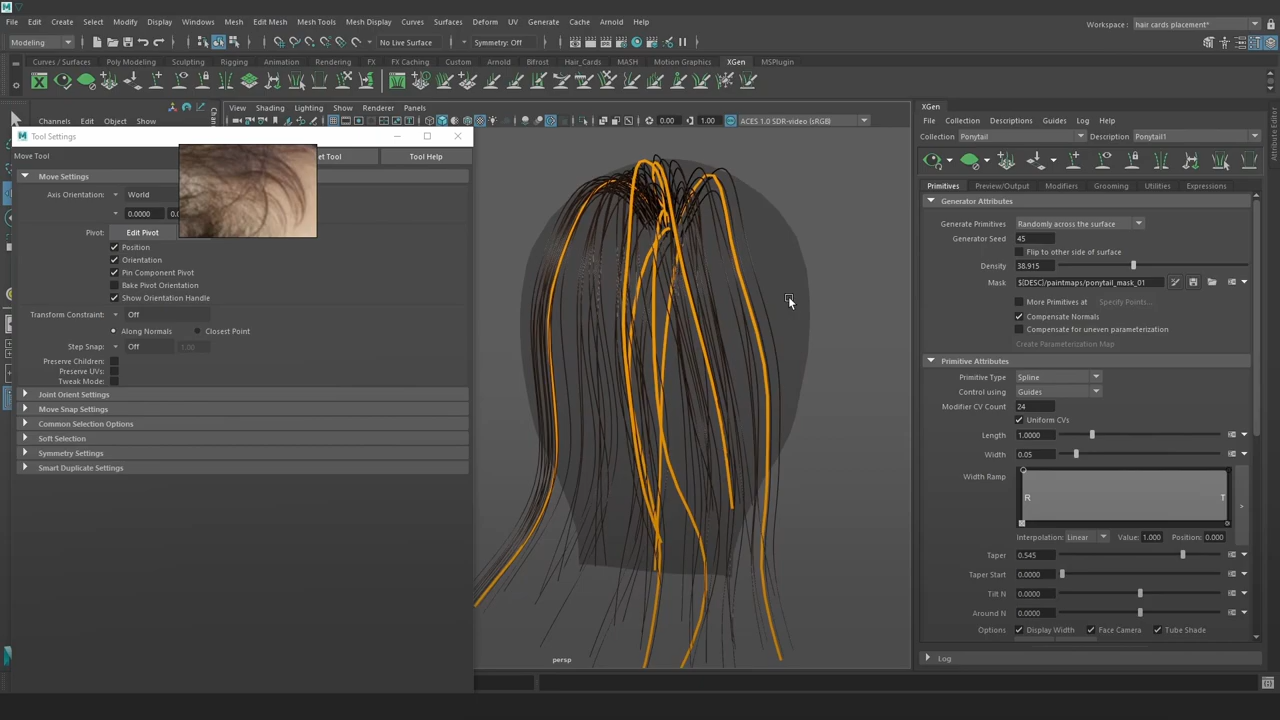 File Edit Create Select Modify Display Windows Mesh Edit Mesh Mesh Tools Mesh Display Curves Surfaces Deform UV Generate Cache Arnold Help
Workspace : hair cards placement*
Modeling No Live Surface Symmetry: Off
Curves / Surfaces Poly Modeling Sculpting Rigging Animation Rendering FX FX Caching Custom Arnold Bifrost Hair_Cards MASH Motion Graphics XGen MSPlugin
View Shading Lighting Show Renderer Panels
XGen
Channels Edit Object Show
0.00 1.00 ACES 1.0 SDR-video (sRGB)
File Collection Descriptions Guides Log Help
Collection Ponytail Description Ponytail1
Attribute Editor
Tool Settings
Move Tool
et Tool
Tool Help
Move Settings
Axis Orientation: World
0.0000 0.0
Pivot: Edit Pivot
Position
Orientation
Pin Component Pivot
Bake Pivot Orientation
Show Orientation Handle
Transform Constraint: Off
Along Normals Closest Point
Step Snap: Off 1.00
Preserve Children:
Preserve UVs:
Tweak Mode:
Joint Orient Settings
Move Snap Settings
Common Selection Options
Soft Selection
Symmetry Settings
Smart Duplicate Settings
persp
Primitives Preview/Output Modifiers Grooming Utilities Expressions
Generator Attributes
Generate Primitives Randomly across the surface
Generator Seed 45
Flip to other side of surface
Density 38.915
Mask ${DESC}/paintmaps/ponytail_mask_01
More Primitives at Specify Points...
Compensate Normals
Compensate for uneven parameterization
Create Parameterization Map
Primitive Attributes
Primitive Type Spline
Control using Guides
Modifier CV Count 24
Uniform CVs
Length 1.0000
Width 0.05
Width Ramp
R T
>
Interpolation: Linear Value: 1.000 Position: 0.000
Taper 0.545
Taper Start 0.0000
Tilt N 0.0000
Around N 0.0000
Options Display Width Face Camera Tube Shade
Log